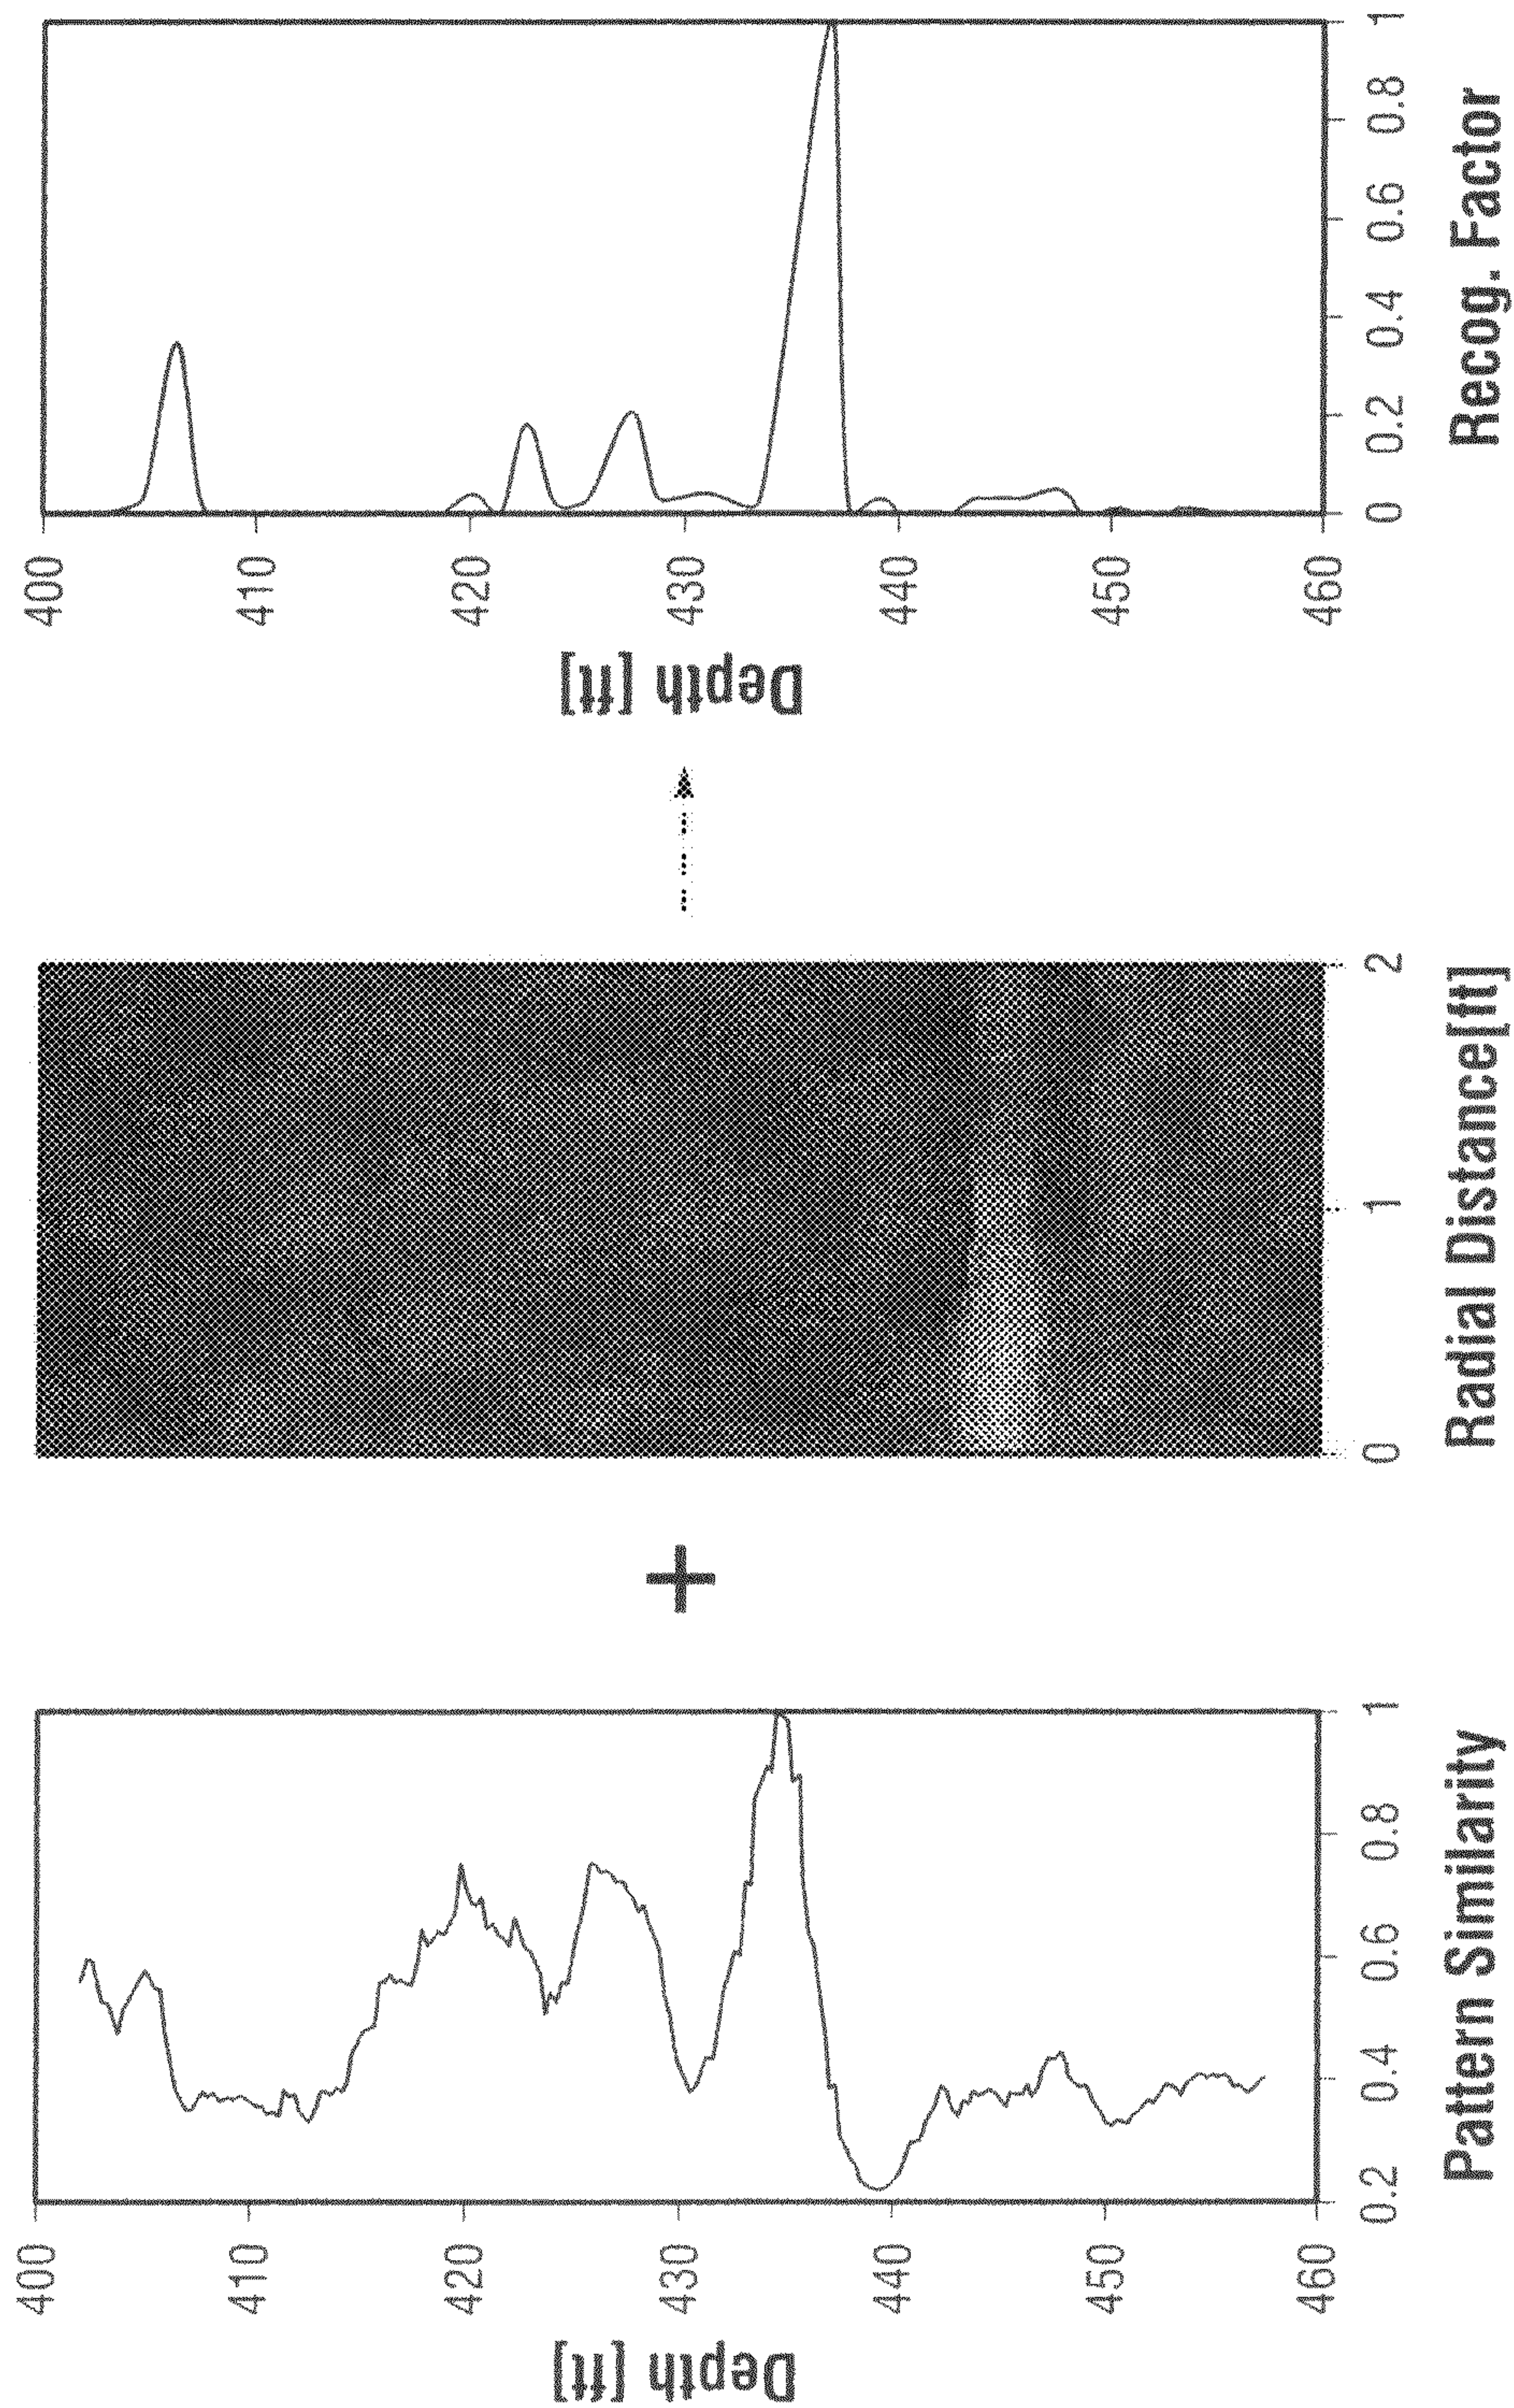 Depth [ft]
400
410
420
430
440
450
460
0.2 0.4 0.6 0.8 1
Pattern Similarity
+
0 1 2
Radial Distance[ft]
Depth [ft]
400
410
420
430
440
450
460
0 0.2 0.4 0.6 0.8 1
Recog. Factor